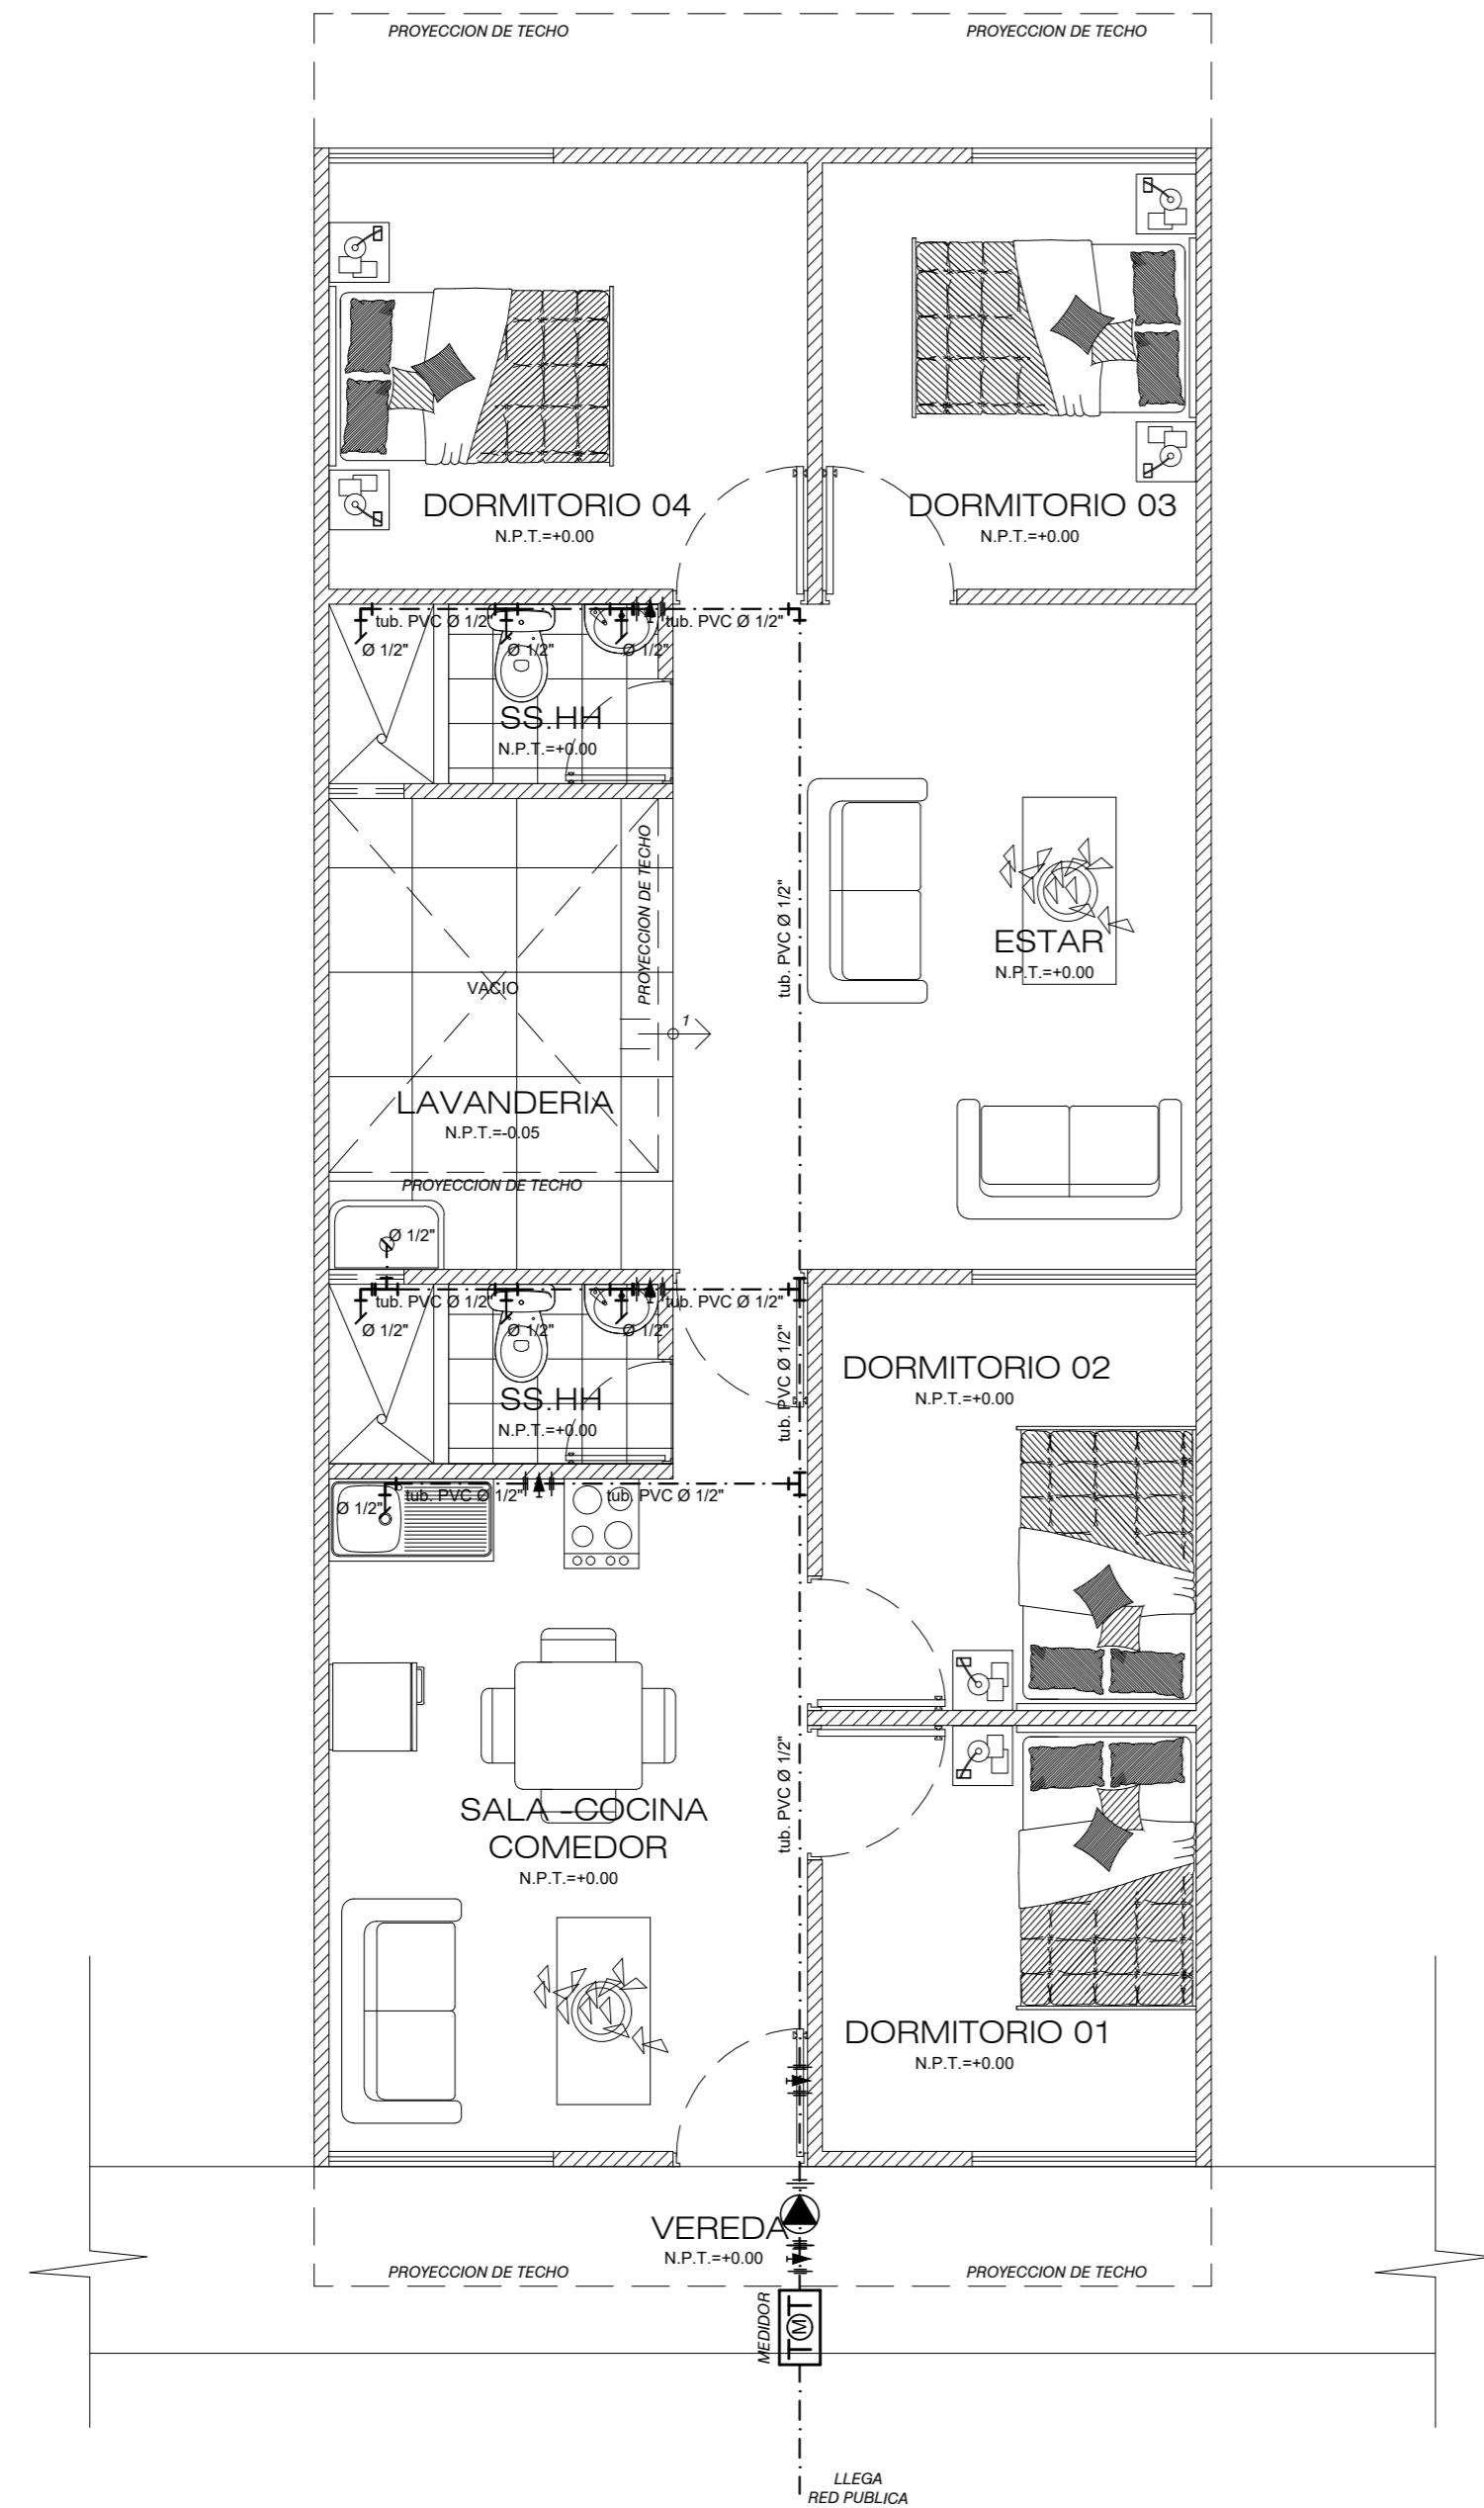 PROYECCION DE TECHO
PROYECCION DE TECHO
DORMITORIO 04
N.P.T.=+0.00
DORMITORIO 03
N.P.T.=+0.00
tub. PVC Ø 1/2"
tub. PVC Ø 1/2"
Ø 1/2"
Ø 1/2"
Ø 1/2"
SS.HH
N.P.T.=+0.00
PROYECCION DE TECHO
tub. PVC Ø 1/2"
ESTAR
N.P.T.=+0.00
VACIO
1
LAVANDERIA
N.P.T.=-0.05
PROYECCION DE TECHO
Ø 1/2"
tub. PVC Ø 1/2"
tub. PVC Ø 1/2"
Ø 1/2"
Ø 1/2"
Ø 1/2"
tub. PVC Ø 1/2"
DORMITORIO 02
N.P.T.=+0.00
SS.HH
N.P.T.=+0.00
tub. PVC Ø 1/2"
tub. PVC Ø 1/2"
Ø 1/2"
tub. PVC Ø 1/2"
SALA -COCINA
COMEDOR
N.P.T.=+0.00
DORMITORIO 01
N.P.T.=+0.00
VEREDA
N.P.T.=+0.00
PROYECCION DE TECHO
PROYECCION DE TECHO
MEDIDOR
M
LLEGA
RED PUBLICA